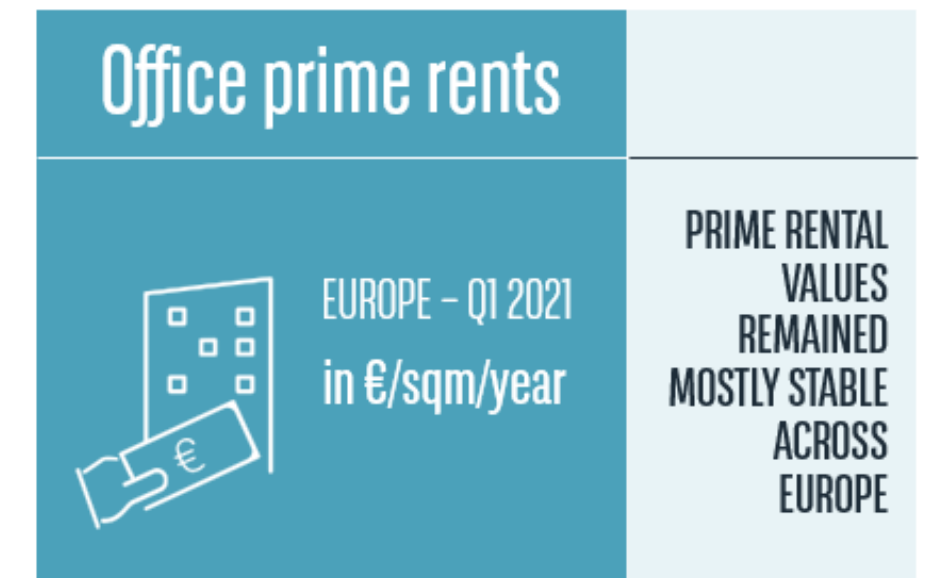 Office prime rents
EUROPE – Q1 2021
in €/sqm/year
€
PRIME RENTAL
VALUES
REMAINED
MOSTLY STABLE
ACROSS
EUROPE